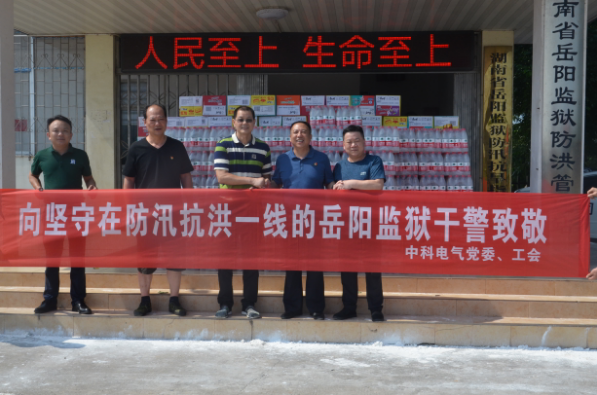 人民至上 生命至上
湖南省岳阳监狱防汛
南省岳阳监狱防洪管
向坚守在防汛抗洪一线的岳阳监狱干警致敬
中科电气党委、工会